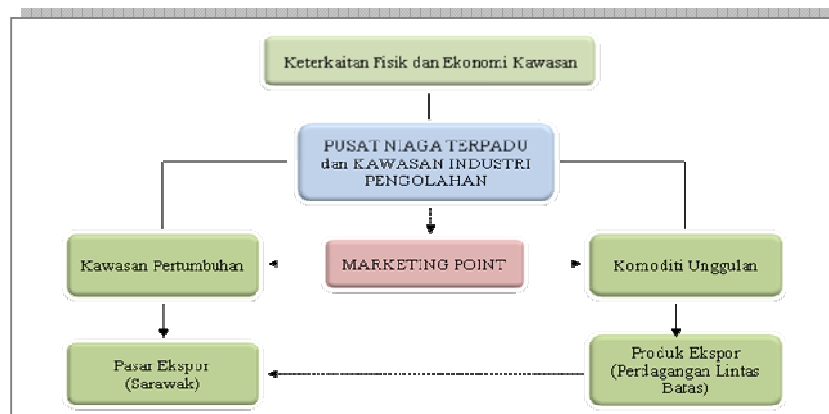 Keterkaitan Fisik dan Ekonomi Kawasan
PUSAT NIAGA TERPADU
dan KAWASAN INDUSTRI
PENGOLAHAN
Kawasan Pertumbuhan
MARKETING POINT
Komoditi Unggulan
Pasar Ekspor
(Sarawak)
Produk Ekspor
(Perdagangan Lintas
Batas)